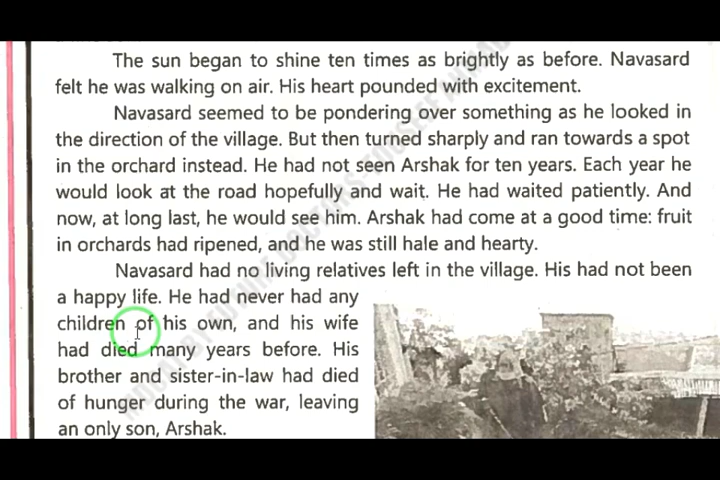 The sun began to shine ten times as brightly as before. Navasard
felt he was walking on air. His heart pounded with excitement.
Navasard seemed to be pondering over something as he looked in
the direction of the village. But then turned sharply and ran towards a spot
in the orchard instead. He had not seen Arshak for ten years. Each year he
would look at the road hopefully and wait. He had waited patiently. And
now, at long last, he would see him. Arshak had come at a good time: fruit
in orchards had ripened, and he was still hale and hearty.
Navasard had no living relatives left in the village. His had not been
a happy life. He had never had any
children of his own, and his wife
had died many years before. His
brother and sister-in-law had died
of hunger during the war, leaving
an only son, Arshak.